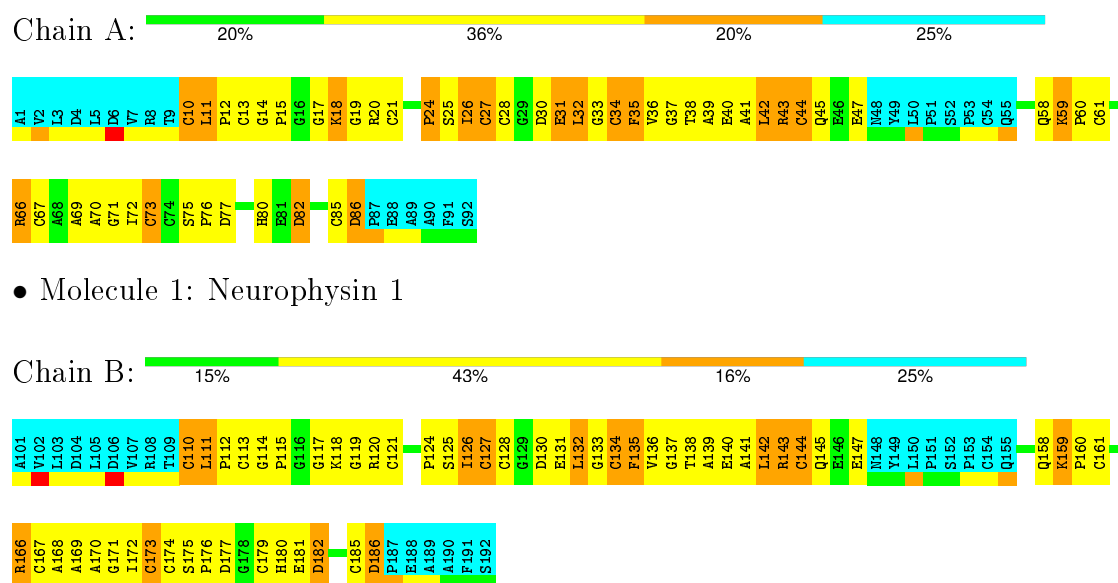 Chain A:
20% 36% 20% 25%
A1 V2 I3 D4 L5 D6 V7 R8 T9 C10 L11 P12 C13 G14 P15 G16 G17 K18 G19 R20 C21 P24 S25 I26 C27 C28 G29 D30 E31 L32 G33 C34 F35 V36 G37 T38 A39 E40 A41 L42 R43 C44 Q45 E46 E47 N48 Y49 L50 P51 S52 P53 C54 Q55 Q58 K59 P60 C61
R66 C67 A68 A69 A70 G71 I72 C73 C74 S75 P76 D77 H80 E81 D82 C85 D86 P87 E88 A89 A90 F91 S92
● Molecule 1: Neurophysin 1
Chain B:
15% 43% 16% 25%
A101 V102 L103 D104 L105 D106 V107 R108 T109 C110 L111 P112 C113 G114 P115 G116 G117 K118 G119 R120 C121 P124 S125 I126 C127 C128 G129 D130 E131 L132 G133 C134 F135 V136 G137 T138 A139 E140 A141 L142 R143 C144 Q145 E146 E147 N148 Y149 L150 P151 S152 P153 C154 Q155 Q158 K159 P160 C161
R166 C167 A168 A169 A170 G171 I172 C173 C174 S175 P176 D177 G178 C179 H180 E181 D182 C185 D186 P187 E188 A189 A190 F191 S192